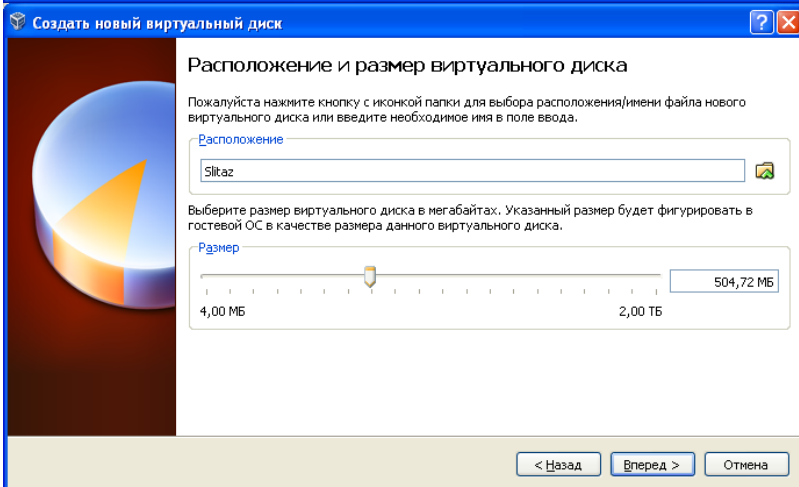 Создать новый виртуальный диск
Расположение и размер виртуального диска
Пожалуйста нажмите кнопку с иконкой папки для выбора расположения/имени файла нового
виртуального диска или введите необходимое имя в поле ввода.
Расположение
Slitaz
Выберите размер виртуального диска в мегабайтах. Указанный размер будет фигурировать в
гостевой ОС в качестве размера данного виртуального диска.
Размер
504,72 МБ
4,00 МБ 2,00 ТБ
< Назад Вперед > Отмена